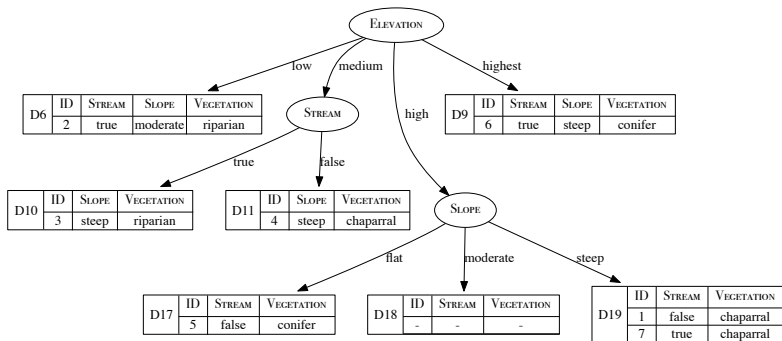 ELEVATION
low medium high highest
D6 ID STREAM SLOPE VEGETATION
2 true moderate riparian
STREAM
D9 ID STREAM SLOPE VEGETATION
6 true steep conifer
true false
D10 ID SLOPE VEGETATION
3 steep riparian
D11 ID SLOPE VEGETATION
4 steep chaparral
SLOPE
flat moderate steep
D17 ID STREAM VEGETATION
5 false conifer
D18 ID STREAM VEGETATION
- - -
D19 ID STREAM VEGETATION
1 false chaparral
7 true chaparral